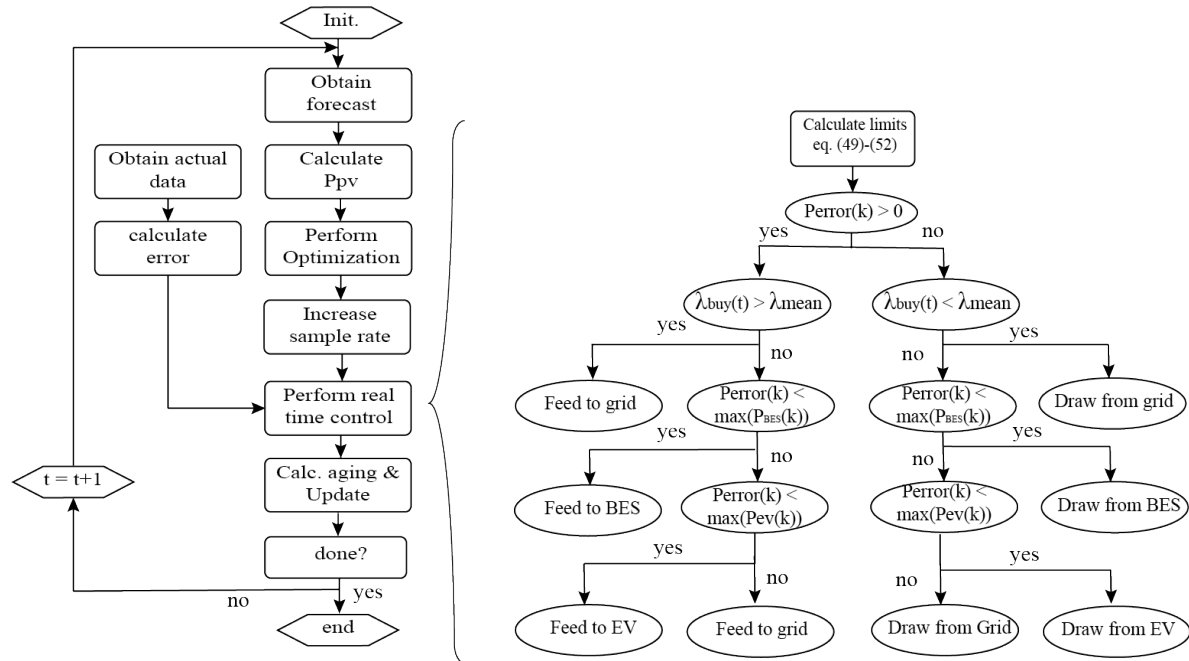 Init.
Obtain
forecast
Obtain actual
data
Calculate
Ppv
calculate
error
Perform
Optimization
Increase
sample rate
Perform real
time control
Calc. aging &
Update
t = t+1
done?
no
yes
end
Calculate limits
eq. (49)-(52)
Perror(k) > 0
yes
no
λbuy(t) > λmean
λbuy(t) < λmean
yes
no
no
yes
Feed to grid
Perror(k) <
max(PBES(k))
Perror(k) <
max(PBES(k))
Draw from grid
yes
no
no
yes
Feed to BES
Perror(k) <
max(Pev(k))
Perror(k) <
max(Pev(k))
Draw from BES
yes
no
no
yes
Feed to EV
Feed to grid
Draw from Grid
Draw from EV